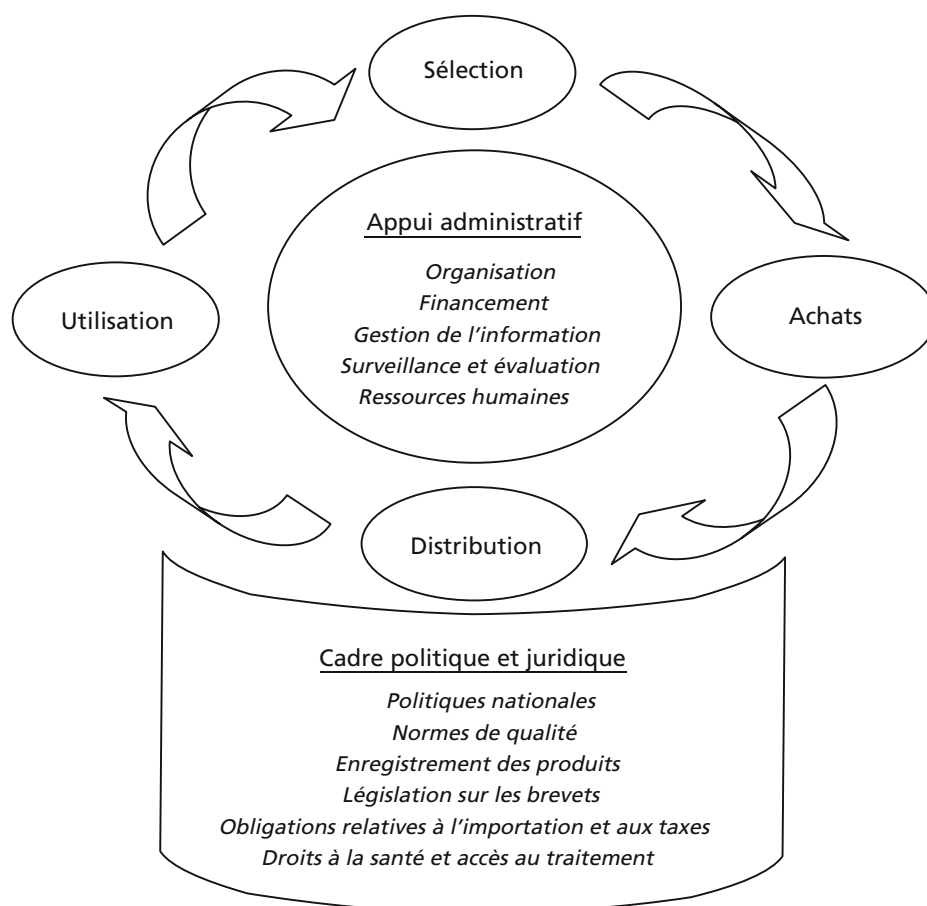 Sélection
Appui administratif
Organisation
Financement
Gestion de l’information
Surveillance et évaluation
Ressources humaines
Utilisation
Achats
Distribution
Cadre politique et juridique
Politiques nationales
Normes de qualité
Enregistrement des produits
Législation sur les brevets
Obligations relatives à l’importation et aux taxes
Droits à la santé et accès au traitement